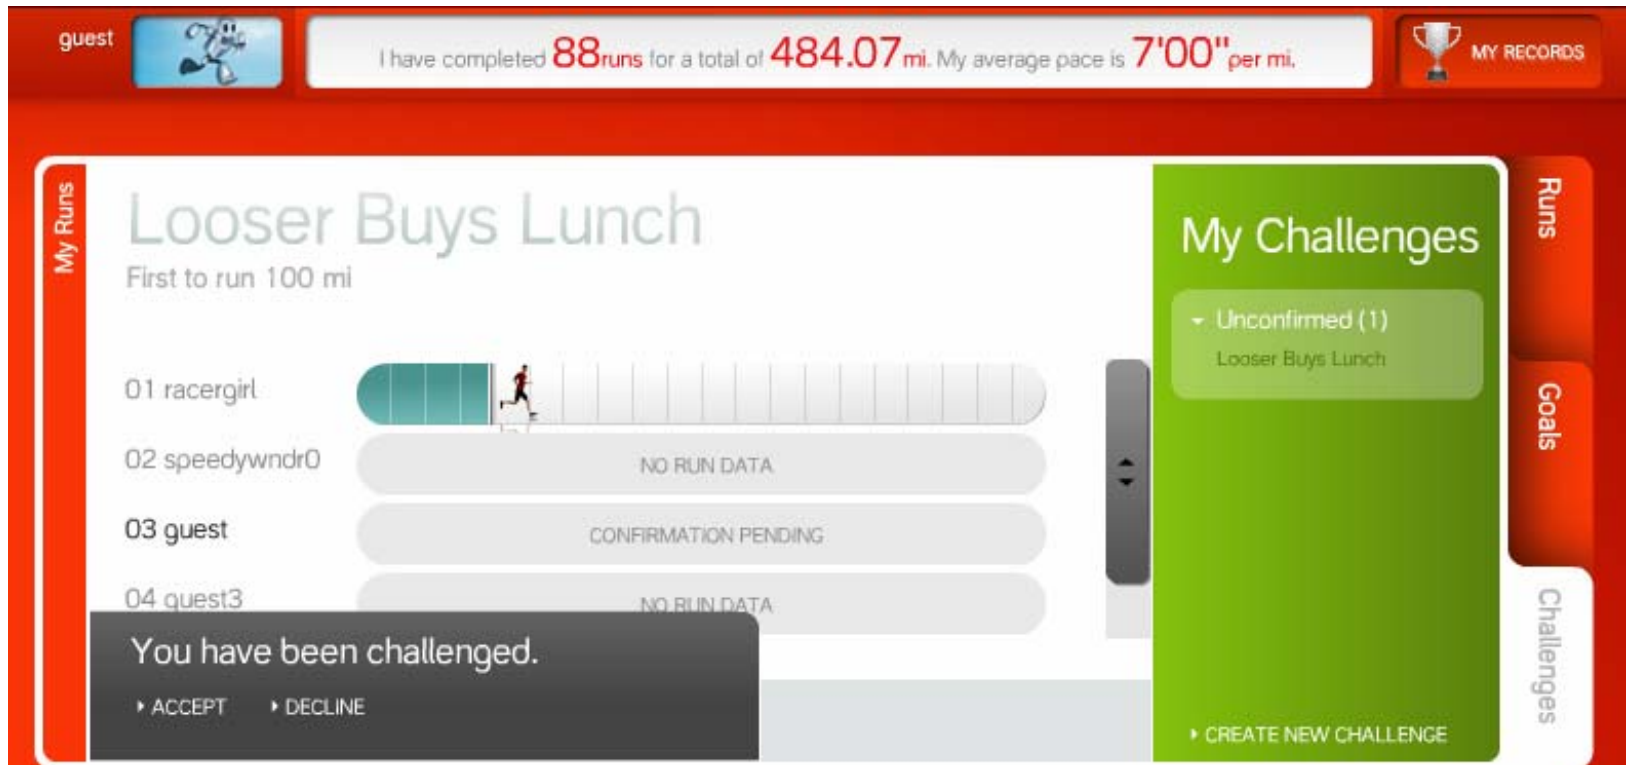 guest
I have completed 88runs for a total of 484.07mi. My average pace is 7'00"per mi.
MY RECORDS
My Runs
Looser Buys Lunch
First to run 100 mi
01 racergirl
02 speedywndr0
NO RUN DATA
03 guest
CONFIRMATION PENDING
04 guest3
NO RUN DATA
You have been challenged.
ACCEPT DECLINE
My Challenges
Unconfirmed (1)
Looser Buys Lunch
CREATE NEW CHALLENGE
Runs
Goals
Challenges